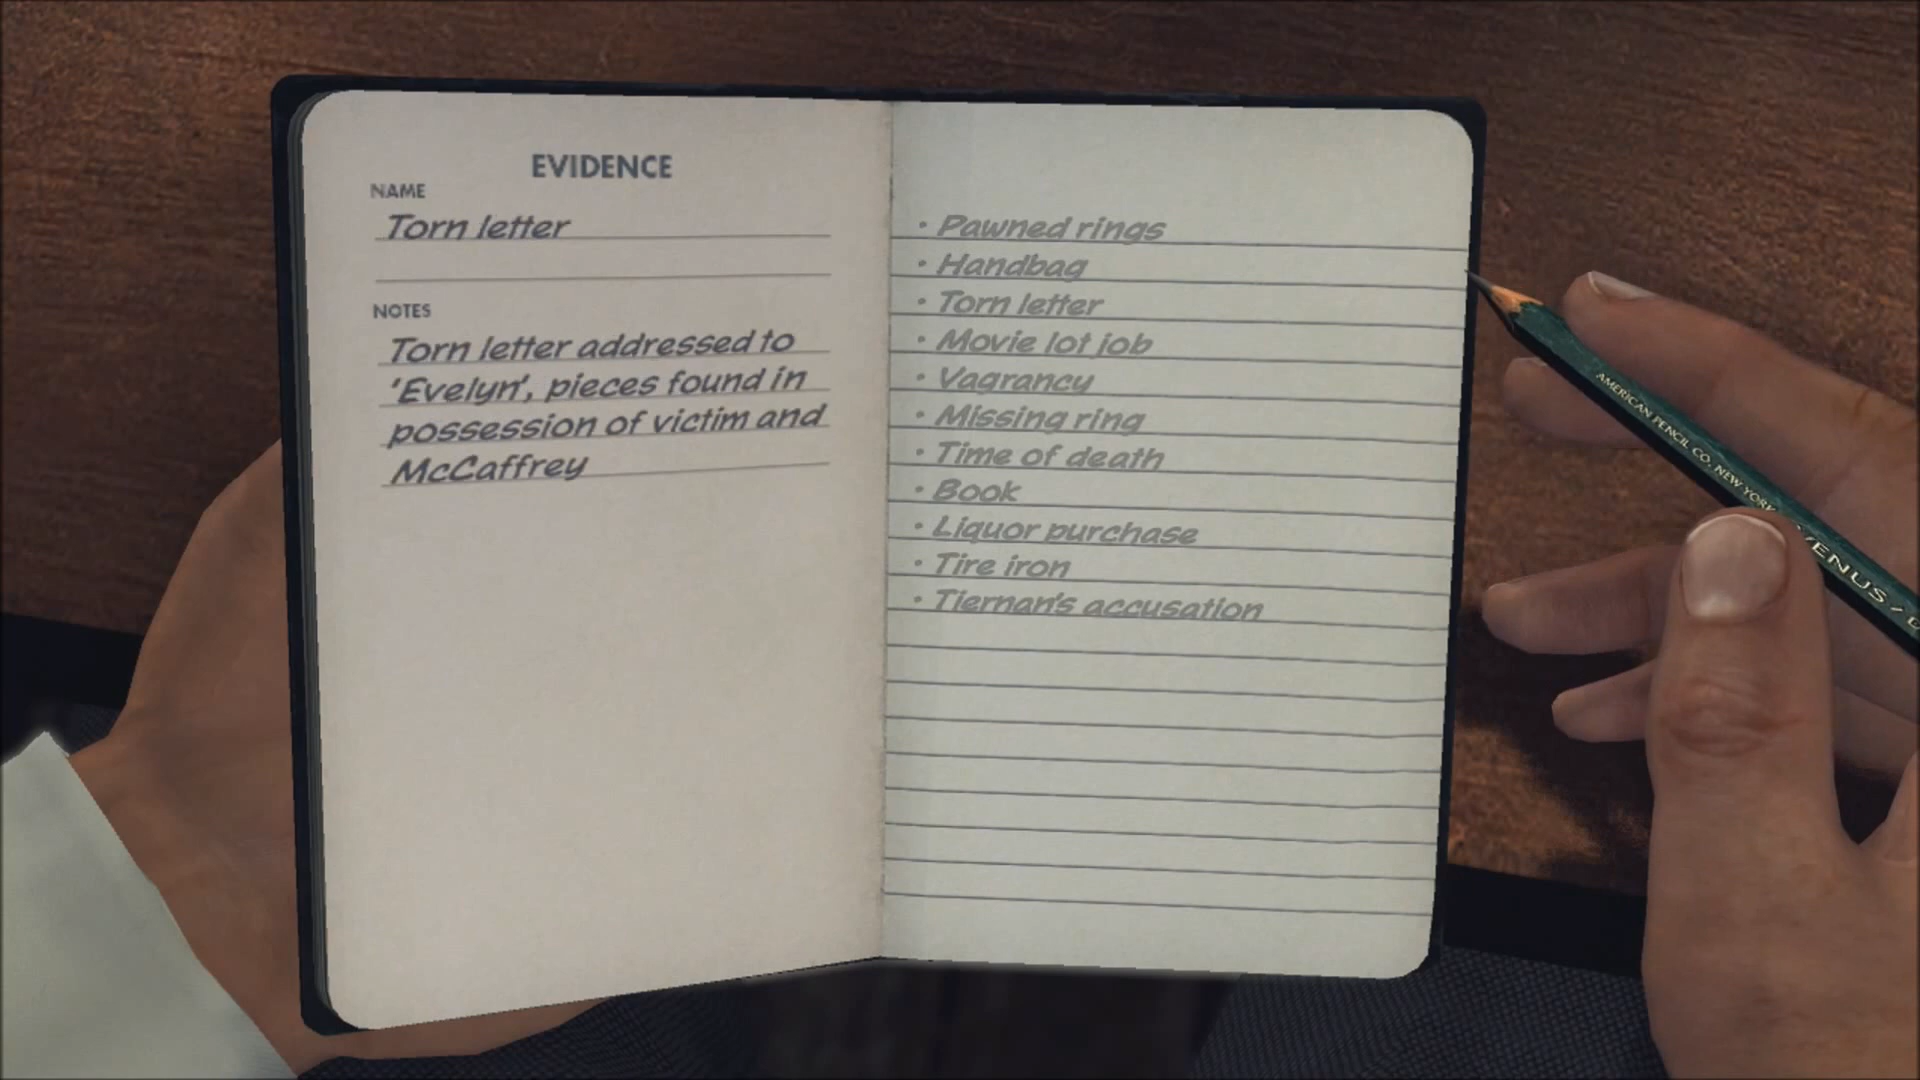 EVIDENCE
NAME
Torn letter
NOTES
Torn letter addressed to
'Evelyn', pieces found in
possession of victim and
McCaffrey
• Pawned rings
• Handbag
• Torn letter
• Movie lot job
• Vagrancy
• Missing ring
• Time of death
• Book
• Liquor purchase
• Tire iron
• Tiernan's accusation
AMERICAN PENCIL CO. NEW YORK
VENUS /